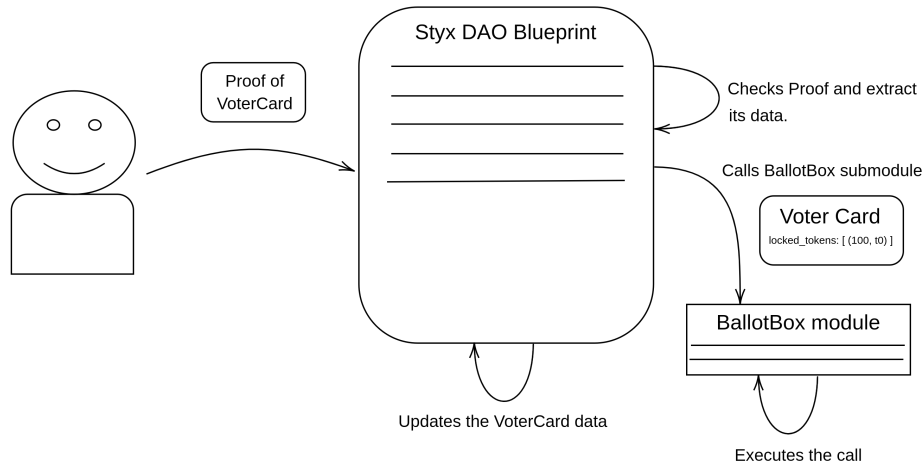 Styx DAO Blueprint
Proof of
VoterCard
Checks Proof and extract
its data.
Calls BallotBox submodule
Voter Card
locked_tokens: [ (100, t0) ]
BallotBox module
Updates the VoterCard data
Executes the call